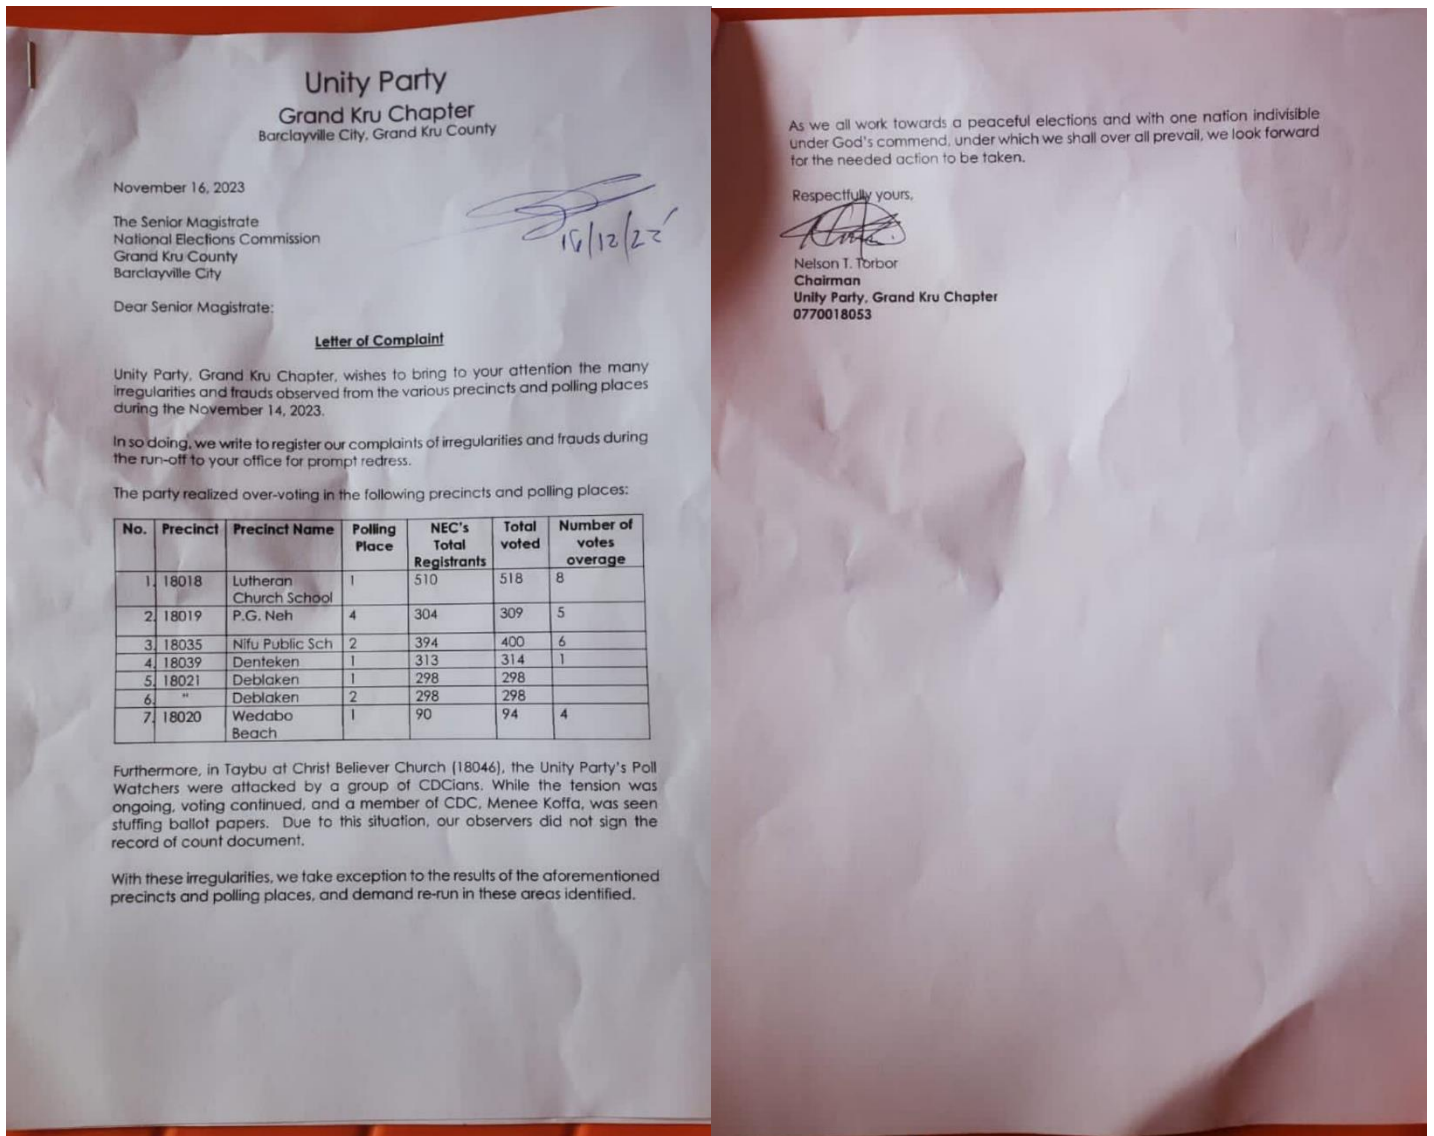 Unity Party
Grand Kru Chapter
Barclayville City, Grand Kru County
November 16, 2023
16/12/22
The Senior Magistrate
National Elections Commission
Grand Kru County
Barclayville City
Dear Senior Magistrate:
Letter of Complaint
Unity Party, Grand Kru Chapter, wishes to bring to your attention the many
irregularities and frauds observed from the various precincts and polling places
during the November 14, 2023.
In so doing, we write to register our complaints of irregularities and frauds during
the run-off to your office for prompt redress.
The party realized over-voting in the following precincts and polling places:
No. Precinct Precinct Name Polling Place NEC's Total Registrants Total voted Number of votes overage
1. 18018 Lutheran Church School 1 510 518 8
2. 18019 P.G. Neh 4 304 309 5
3. 18035 Nifu Public Sch 2 394 400 6
4. 18039 Denteken 1 313 314 1
5. 18021 Deblaken 1 298 298
6. " Deblaken 2 298 298
7. 18020 Wedabo Beach 1 90 94 4
Furthermore, in Taybu at Christ Believer Church (18046), the Unity Party's Poll
Watchers were attacked by a group of CDCians. While the tension was
ongoing, voting continued, and a member of CDC, Menee Koffa, was seen
stuffing ballot papers. Due to this situation, our observers did not sign the
record of count document.
With these irregularities, we take exception to the results of the aforementioned
precincts and polling places, and demand re-run in these areas identified.
As we all work towards a peaceful elections and with one nation indivisible
under God's commend, under which we shall over all prevail, we look forward
for the needed action to be taken.
Respectfully yours,
Nelson T. Torbor
Chairman
Unity Party, Grand Kru Chapter
0770018053